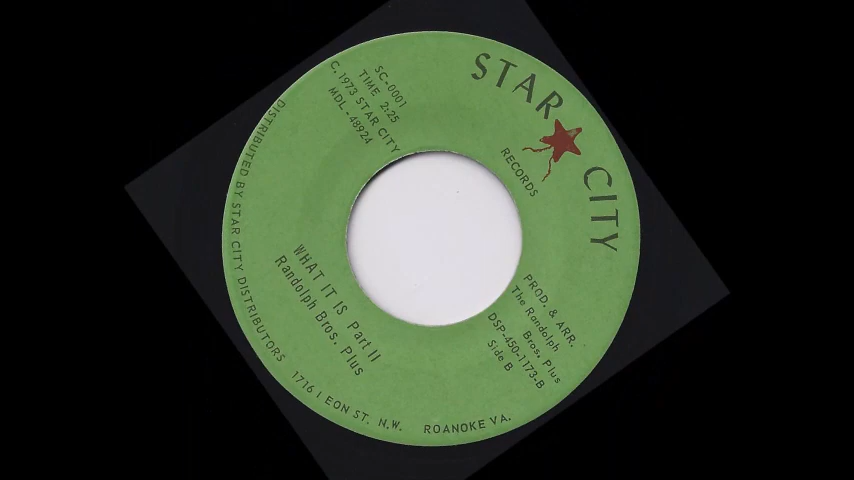 STAR CITY
RECORDS
SC-0001
TIME 2:25
C. 1973 STAR CITY
MDL-48924
PROD. & ARR.
The Randolph
Bros. Plus
DSP-450-1173-B
Side B
WHAT IT IS Part II
Randolph Bros. Plus
DISTRIBUTED BY STAR CITY DISTRIBUTORS 1716 LEON ST. N.W. ROANOKE VA.